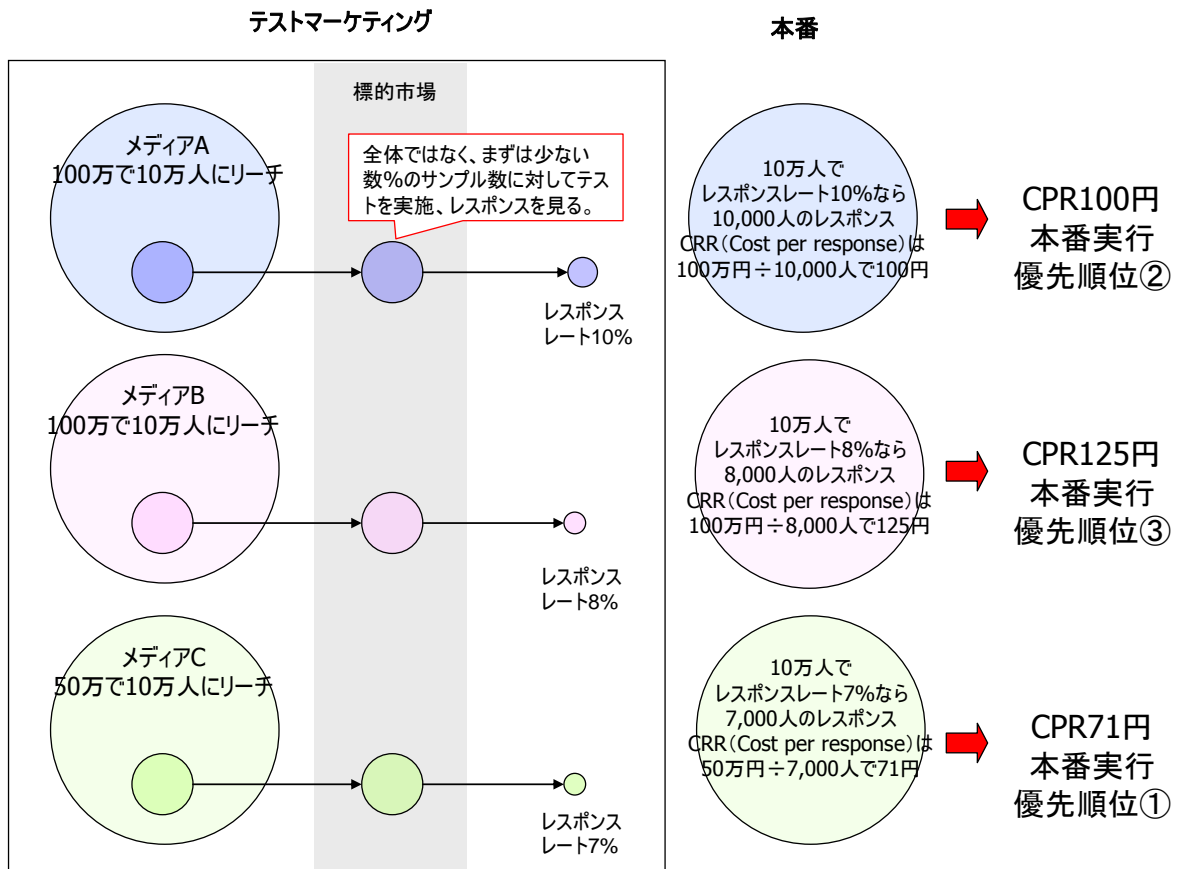 テストマーケティング
本番
標的市場
メディアA
100万で10万人にリーチ
全体ではなく、まずは少ない
数%のサンプル数に対してテス
トを実施、レスポンスを見る。
レスポンス
レート10%
10万人で
レスポンスレート10%なら
10,000人のレスポンス
CRR(Cost per response)は
100万円÷10,000人で100円
CPR100円
本番実行
優先順位②
メディアB
100万で10万人にリーチ
レスポンス
レート8%
10万人で
レスポンスレート8%なら
8,000人のレスポンス
CRR(Cost per response)は
100万円÷8,000人で125円
CPR125円
本番実行
優先順位③
メディアC
50万で10万人にリーチ
レスポンス
レート7%
10万人で
レスポンスレート7%なら
7,000人のレスポンス
CRR(Cost per response)は
50万円÷7,000人で71円
CPR71円
本番実行
優先順位①